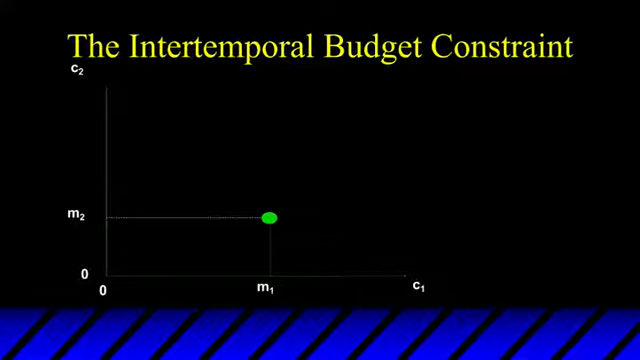 The Intertemporal Budget Constraint
c₂
m₂
0
0
m₁
c₁